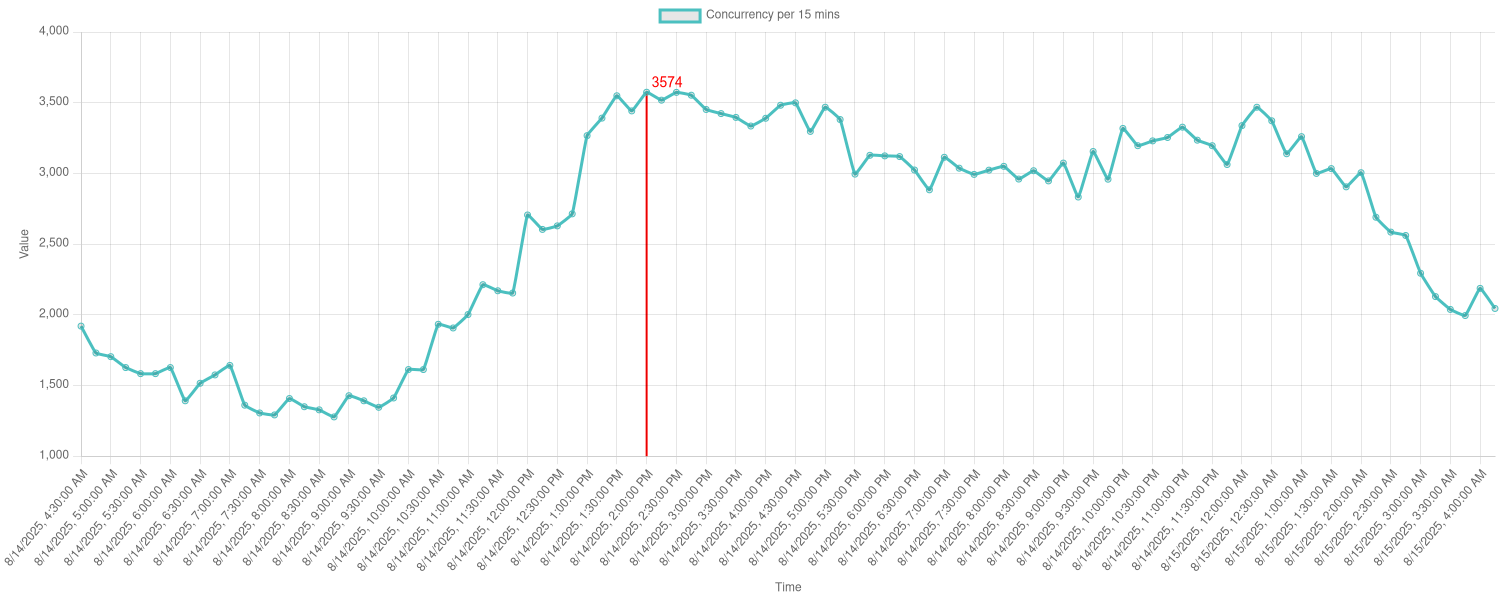 Concurrency per 15 mins
4,000
3,500
3,000
2,500
2,000
1,500
1,000
Value
3574
8/14/2025, 4:30:00 AM
8/14/2025, 5:00:00 AM
8/14/2025, 5:30:00 AM
8/14/2025, 6:00:00 AM
8/14/2025, 6:30:00 AM
8/14/2025, 7:00:00 AM
8/14/2025, 7:30:00 AM
8/14/2025, 8:00:00 AM
8/14/2025, 8:30:00 AM
8/14/2025, 9:00:00 AM
8/14/2025, 9:30:00 AM
8/14/2025, 10:00:00 AM
8/14/2025, 10:30:00 AM
8/14/2025, 11:00:00 AM
8/14/2025, 11:30:00 AM
8/14/2025, 12:00:00 PM
8/14/2025, 12:30:00 PM
8/14/2025, 1:00:00 PM
8/14/2025, 1:30:00 PM
8/14/2025, 2:00:00 PM
8/14/2025, 2:30:00 PM
8/14/2025, 3:00:00 PM
8/14/2025, 3:30:00 PM
8/14/2025, 4:00:00 PM
8/14/2025, 4:30:00 PM
8/14/2025, 5:00:00 PM
8/14/2025, 5:30:00 PM
8/14/2025, 6:00:00 PM
8/14/2025, 6:30:00 PM
8/14/2025, 7:00:00 PM
8/14/2025, 7:30:00 PM
8/14/2025, 8:00:00 PM
8/14/2025, 8:30:00 PM
8/14/2025, 9:00:00 PM
8/14/2025, 9:30:00 PM
8/14/2025, 10:00:00 PM
8/14/2025, 10:30:00 PM
8/14/2025, 11:00:00 PM
8/14/2025, 11:30:00 PM
8/15/2025, 12:00:00 AM
8/15/2025, 12:30:00 AM
8/15/2025, 1:00:00 AM
8/15/2025, 1:30:00 AM
8/15/2025, 2:00:00 AM
8/15/2025, 2:30:00 AM
8/15/2025, 3:00:00 AM
8/15/2025, 3:30:00 AM
8/15/2025, 4:00:00 AM
Time